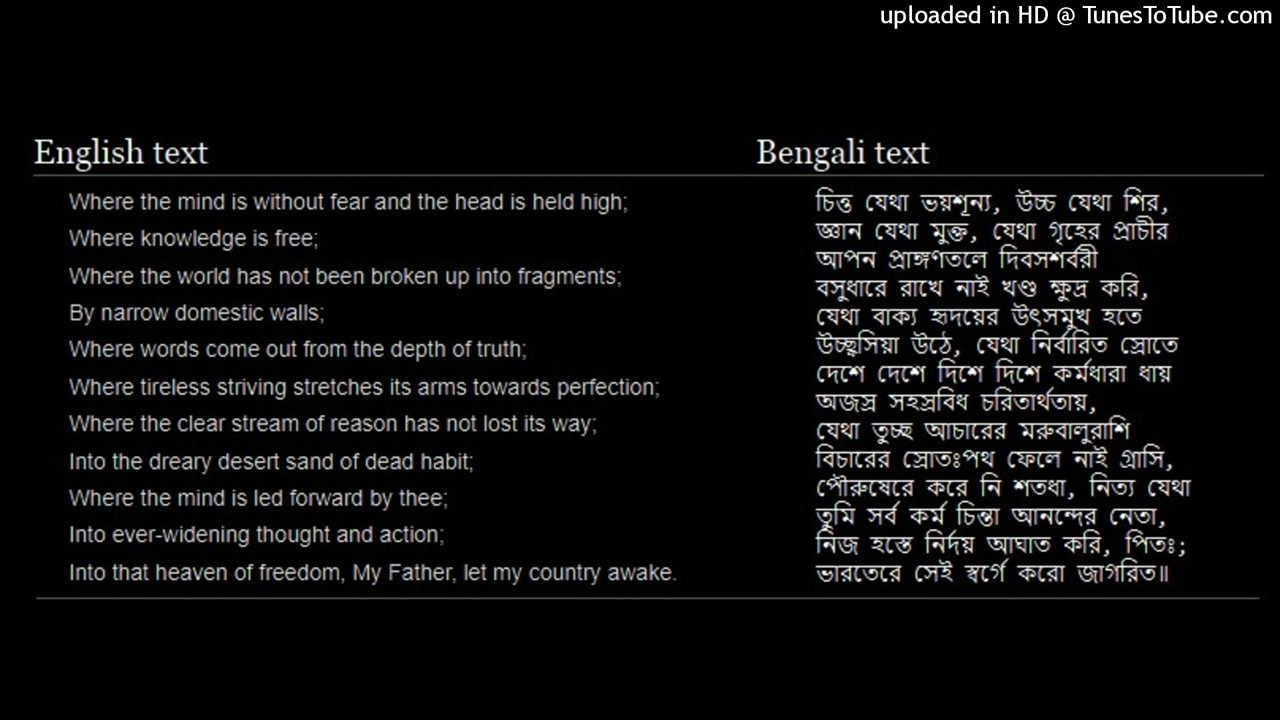 uploaded in HD @ TunesToTube.com
English text
Where the mind is without fear and the head is held high;
Where knowledge is free;
Where the world has not been broken up into fragments;
By narrow domestic walls;
Where words come out from the depth of truth;
Where tireless striving stretches its arms towards perfection;
Where the clear stream of reason has not lost its way;
Into the dreary desert sand of dead habit;
Where the mind is led forward by thee;
Into ever-widening thought and action;
Into that heaven of freedom, My Father, let my country awake.
Bengali text
চিত্ত যেথা ভয়শূন্য, উচ্চ যেথা শির,
জ্ঞান যেথা মুক্ত, যেথা গৃহের প্রাচীর
আপন প্রাঙ্গণতলে দিবসশর্বরী
বসুধারে রাখে নাই খণ্ড ক্ষুদ্র করি,
যেথা বাক্য হৃদয়ের উৎসমুখ হতে
উচ্ছ্বসিয়া উঠে, যেথা নির্বারিত স্রোতে
দেশে দেশে দিশে দিশে কর্মধারা ধায়
অজস্র সহস্রবিধ চরিতার্থতায়,
যেথা তুচ্ছ আচারের মরুবালুরাশি
বিচারের স্রোতঃপথ ফেলে নাই গ্রাসি,
পৌরুষেরে করে নি শতধা, নিত্য যেথা
তুমি সর্ব কর্ম চিন্তা আনন্দের নেতা,
নিজ হস্তে নির্দয় আঘাত করি, পিতঃ;
ভারতেরে সেই স্বর্গে করো জাগরিত॥